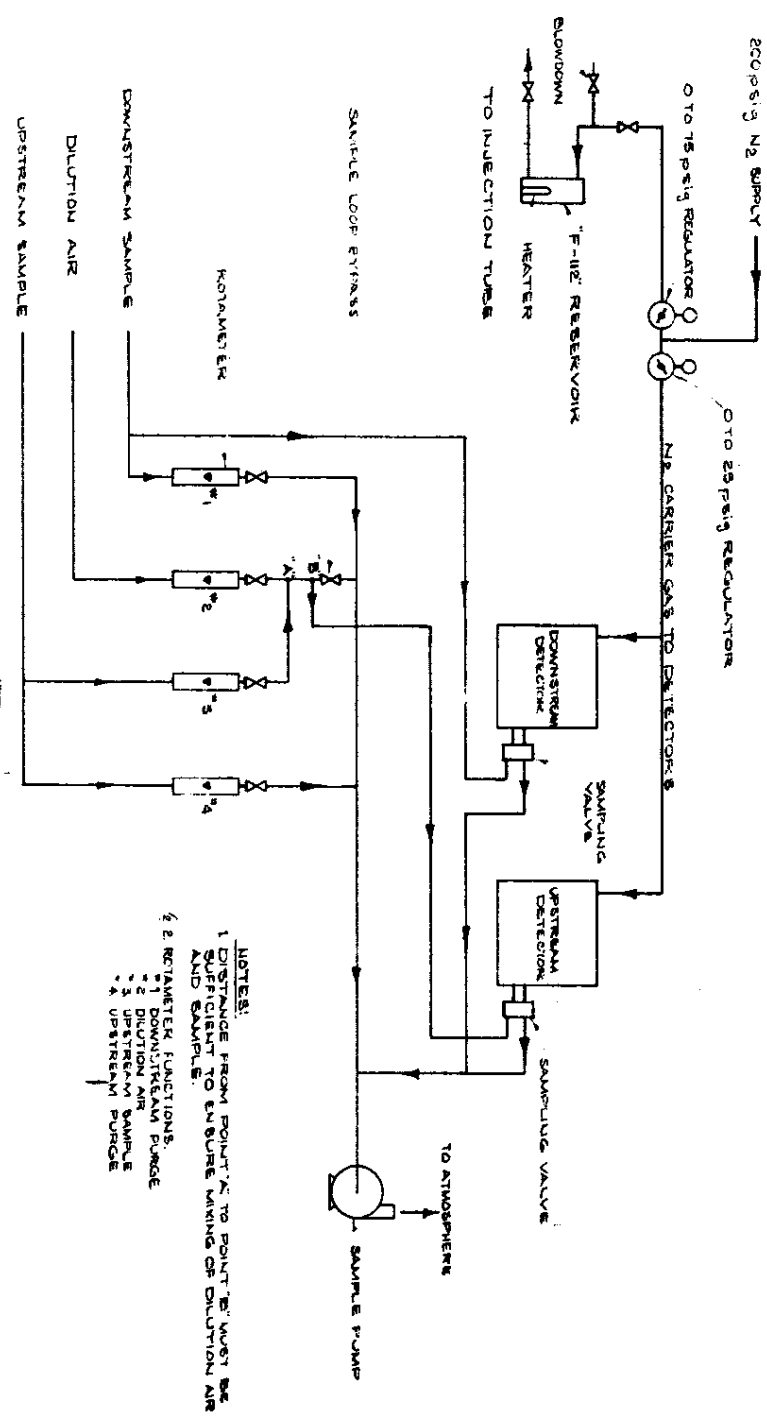 200 psig N₂ SUPPLY
0 TO 75 psig REGULATOR
0 TO 25 psig REGULATOR
BLOWDOWN
"F-112" RESERVOIR
HEATER
TO INJECTION TUBE
N₂ CARRIER GAS TO DETECTORS
DOWNSTREAM
DETECTOR
SAMPLING
VALVE
UPSTREAM
DETECTOR
SAMPLING VALVE
SAMPLE LOOP BYPASS
ROTAMETER
DOWNSTREAM SAMPLE
DILUTION AIR
UPSTREAM SAMPLE
#1
#2
#3
#4
"A"
"B"
TO ATMOSPHERE
SAMPLE PUMP
NOTES:
1 DISTANCE FROM POINT "A" TO POINT "B" MUST BE
SUFFICIENT TO ENSURE MIXING OF DILUTION AIR
AND SAMPLE.
2. ROTAMETER FUNCTIONS.
#1 DOWNSTREAM PURGE
#2 DILUTION AIR
#3 UPSTREAM SAMPLE
#4 UPSTREAM PURGE